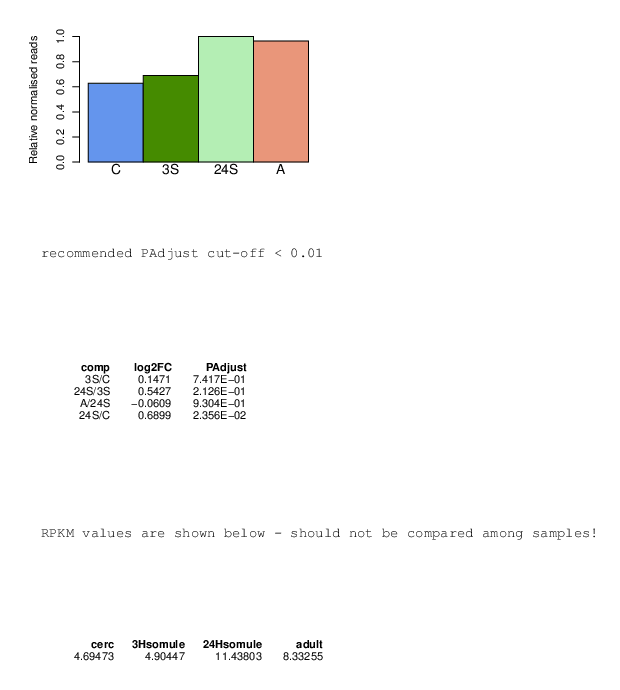 Relative normalised reads
1.0
0.8
0.6
0.4
0.2
0.0
C 3S 24S A
recommended PAdjust cut-off < 0.01
comp log2FC PAdjust
3S/C 0.1471 7.417E−01
24S/3S 0.5427 2.126E−01
A/24S −0.0609 9.304E−01
24S/C 0.6899 2.356E−02
RPKM values are shown below - should not be compared among samples!
cerc 3Hsomule 24Hsomule adult
4.69473 4.90447 11.43803 8.33255